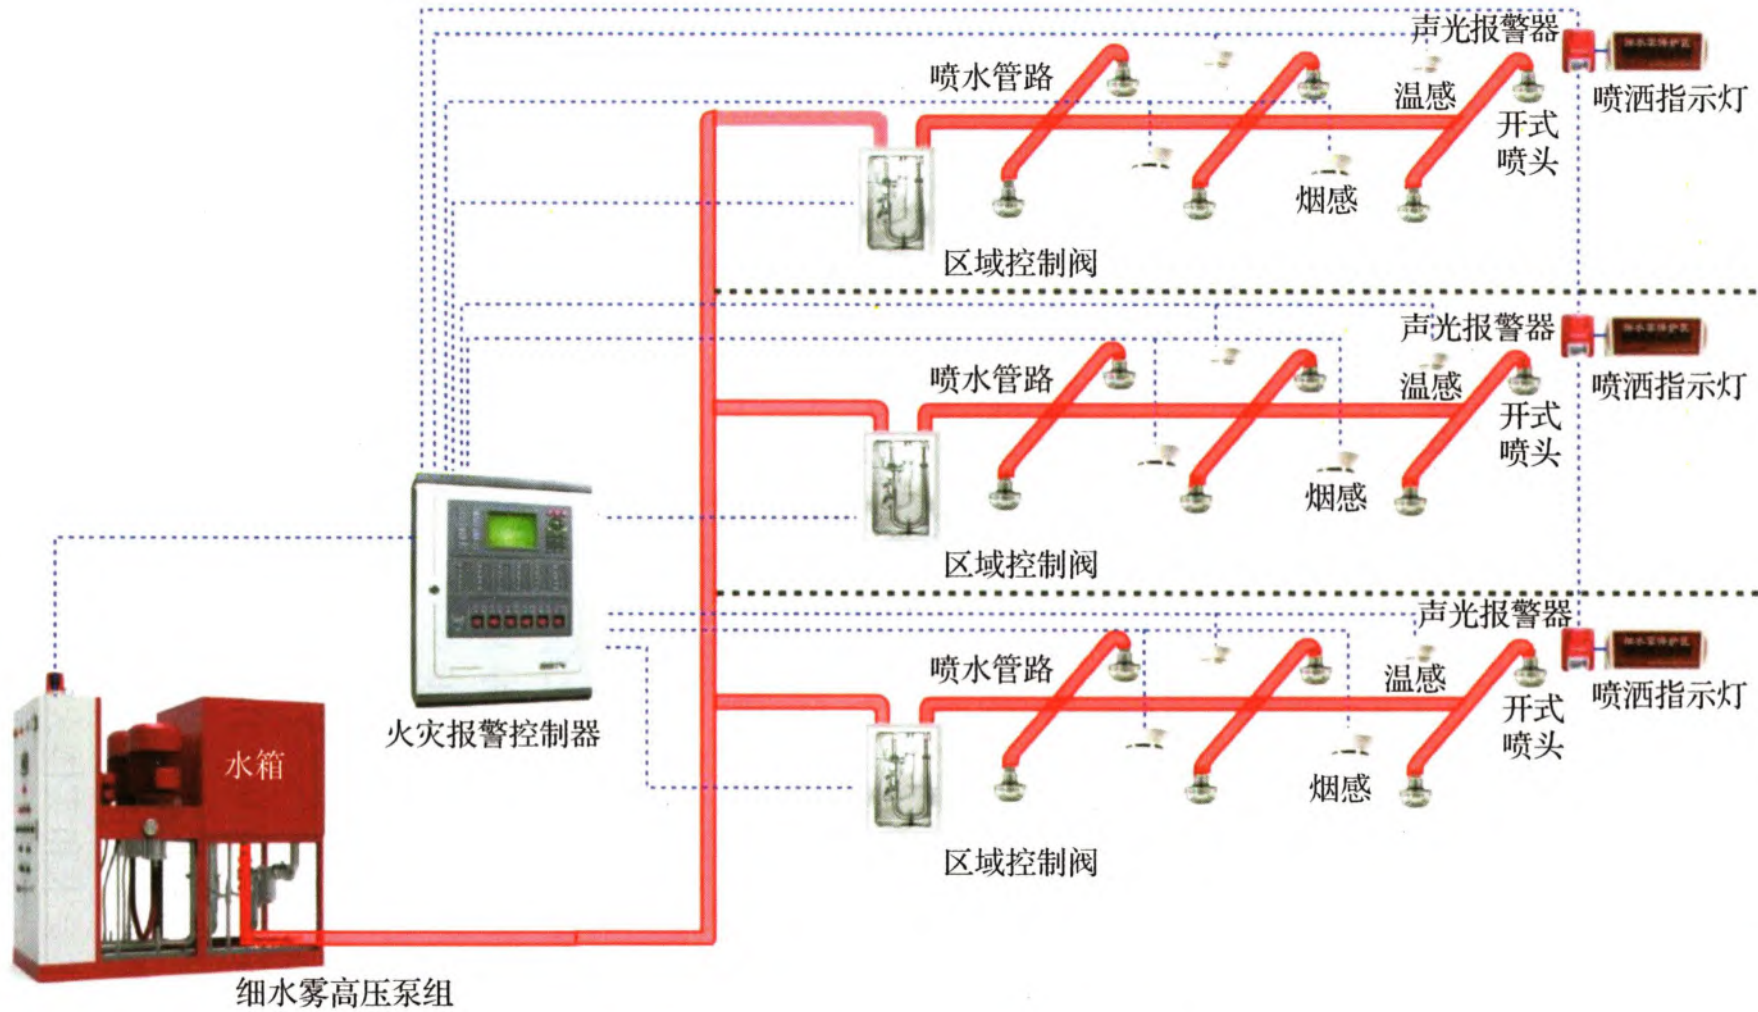 声光报警器
喷水管路
温感
喷洒指示灯
开式
喷头
烟感
区域控制阀
声光报警器
喷水管路
温感
喷洒指示灯
开式
喷头
烟感
区域控制阀
声光报警器
喷水管路
温感
喷洒指示灯
开式
喷头
火灾报警控制器
水箱
烟感
区域控制阀
细水雾高压泵组